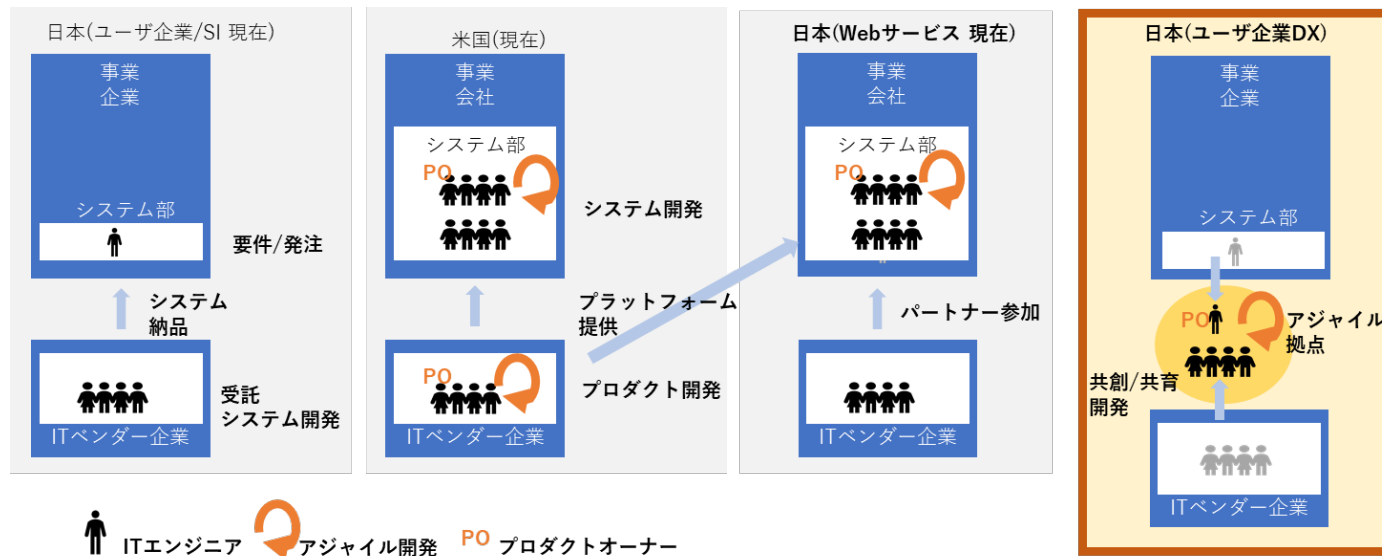 日本(ユーザ企業/SI 現在)
事業
企業
システム部
要件/発注
システム
納品
受託
システム開発
ITベンダー企業
米国(現在)
事業
会社
システム部
PO
システム開発
プラットフォーム
提供
PO
プロダクト開発
ITベンダー企業
日本(Webサービス 現在)
事業
会社
システム部
PO
パートナー参加
ITベンダー企業
日本(ユーザ企業DX)
事業
企業
システム部
PO
アジャイル
拠点
共創/共育
開発
ITベンダー企業
ITエンジニア
アジャイル開発
PO プロダクトオーナー